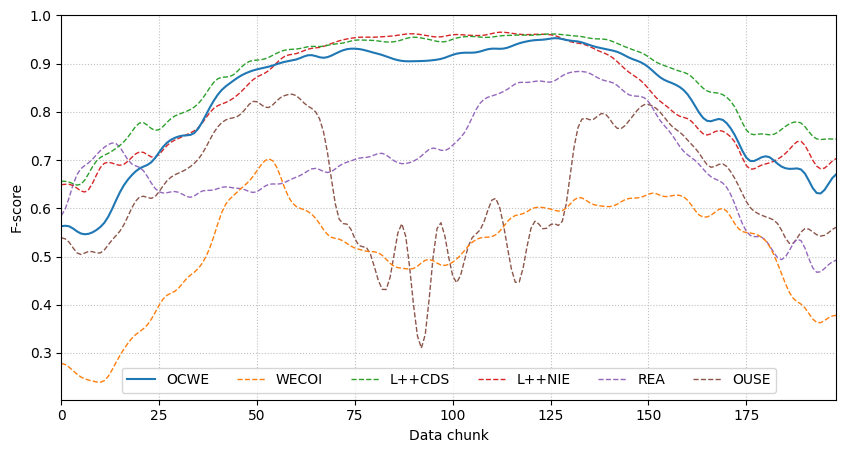 1.0
0.9
0.8
0.7
0.6
0.5
0.4
0.3
F-score
OCWE WECOI L++CDS L++NIE REA OUSE
0 25 50 75 100 125 150 175
Data chunk